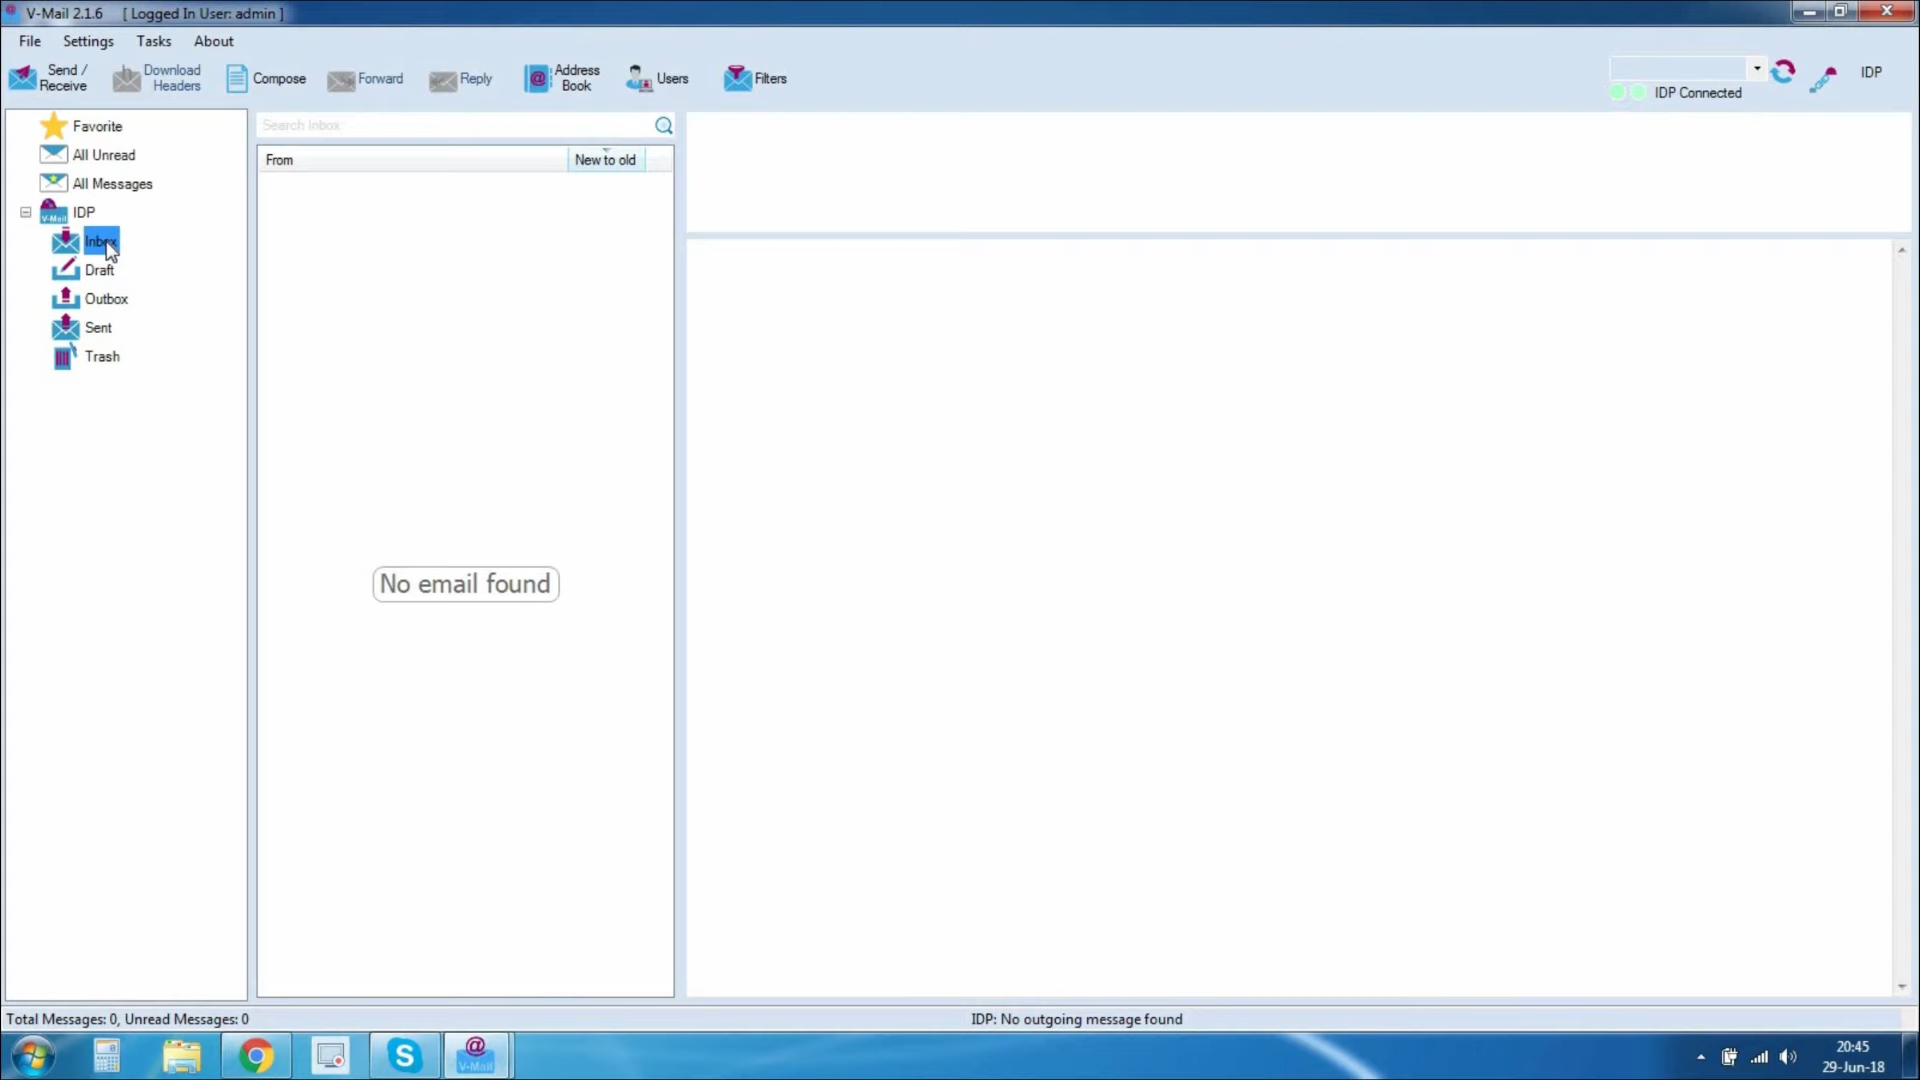 V-Mail 2.1.6 [ Logged In User: admin ]
File Settings Tasks About
Send / Receive
Download Headers
Compose
Forward
Reply
Address Book
Users
Filters
IDP
IDP Connected
Favorite
All Unread
All Messages
V-Mail IDP
Inbox
Draft
Outbox
Sent
Trash
Search Inbox
From New to old
No email found
Total Messages: 0, Unread Messages: 0
IDP: No outgoing message found
V-Mail
20:45
29-Jun-18